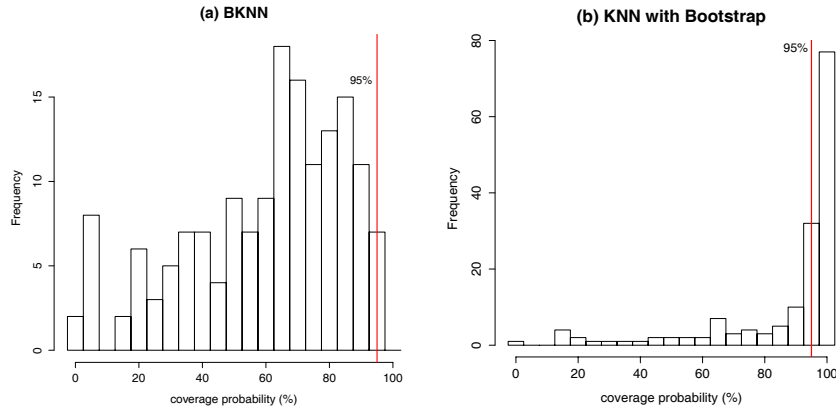 (a) BKNN
95%
Frequency
15
10
5
0
0 20 40 60 80 100
coverage probability (%)
(b) KNN with Bootstrap
95%
Frequency
80
60
40
20
0
0 20 40 60 80 100
coverage probability (%)